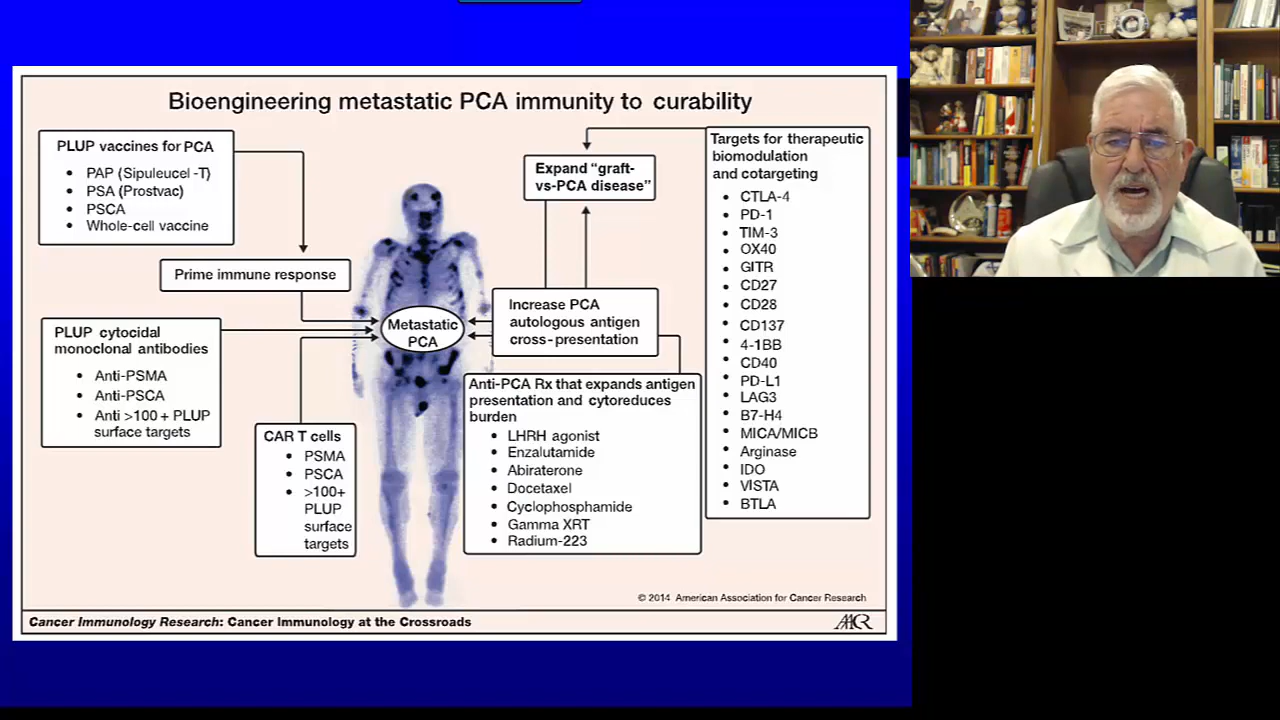 Bioengineering metastatic PCA immunity to curability
PLUP vaccines for PCA
• PAP (Sipuleucel -T)
• PSA (Prostvac)
• PSCA
• Whole-cell vaccine
Prime immune response
PLUP cytocidal
monoclonal antibodies
• Anti-PSMA
• Anti-PSCA
• Anti >100 + PLUP
surface targets
CAR T cells
• PSMA
• PSCA
• >100+
PLUP
surface
targets
Metastatic
PCA
Expand “graft-
vs-PCA disease”
Increase PCA
autologous antigen
cross-presentation
Anti-PCA Rx that expands antigen
presentation and cytoreduces
burden
• LHRH agonist
• Enzalutamide
• Abiraterone
• Docetaxel
• Cyclophosphamide
• Gamma XRT
• Radium-223
Targets for therapeutic
biomodulation
and cotargeting
• CTLA-4
• PD-1
• TIM-3
• OX40
• GITR
• CD27
• CD28
• CD137
• 4-1BB
• CD40
• PD-L1
• LAG3
• B7-H4
• MICA/MICB
• Arginase
• IDO
• VISTA
• BTLA
© 2014 American Association for Cancer Research
Cancer Immunology Research: Cancer Immunology at the Crossroads
AACR